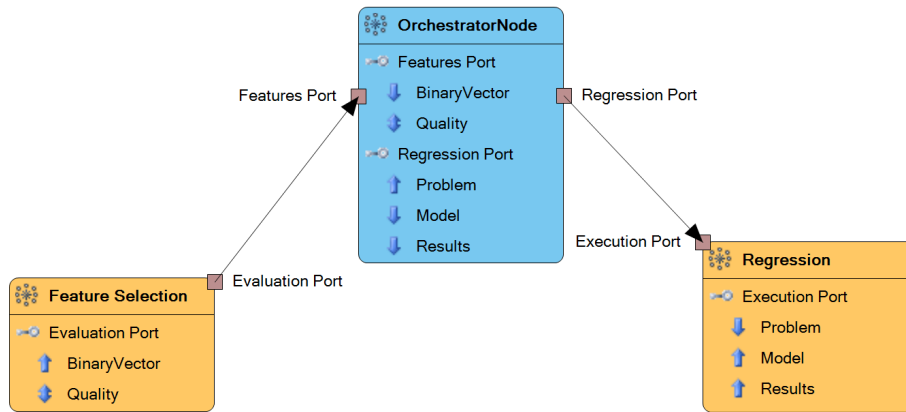 OrchestratorNode
Features Port
BinaryVector
Quality
Regression Port
Problem
Model
Results
Features Port
Regression Port
Evaluation Port
Execution Port
Feature Selection
Evaluation Port
BinaryVector
Quality
Regression
Execution Port
Problem
Model
Results